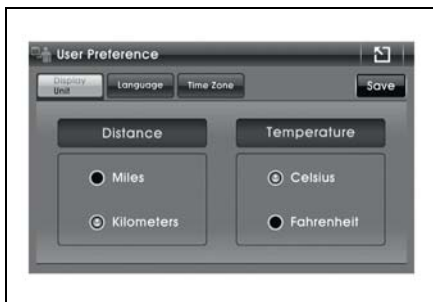 User Preference
Display Unit
Language
Time Zone
Save
Distance
Temperature
Miles
Celsius
Kilometers
Fahrenheit